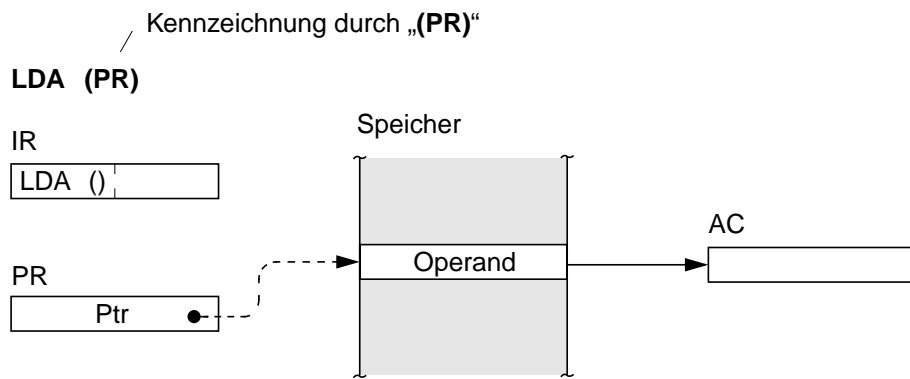 Kennzeichnung durch „(PR)“
LDA (PR)
Speicher
IR
LDA ()
AC
Operand
PR
Ptr